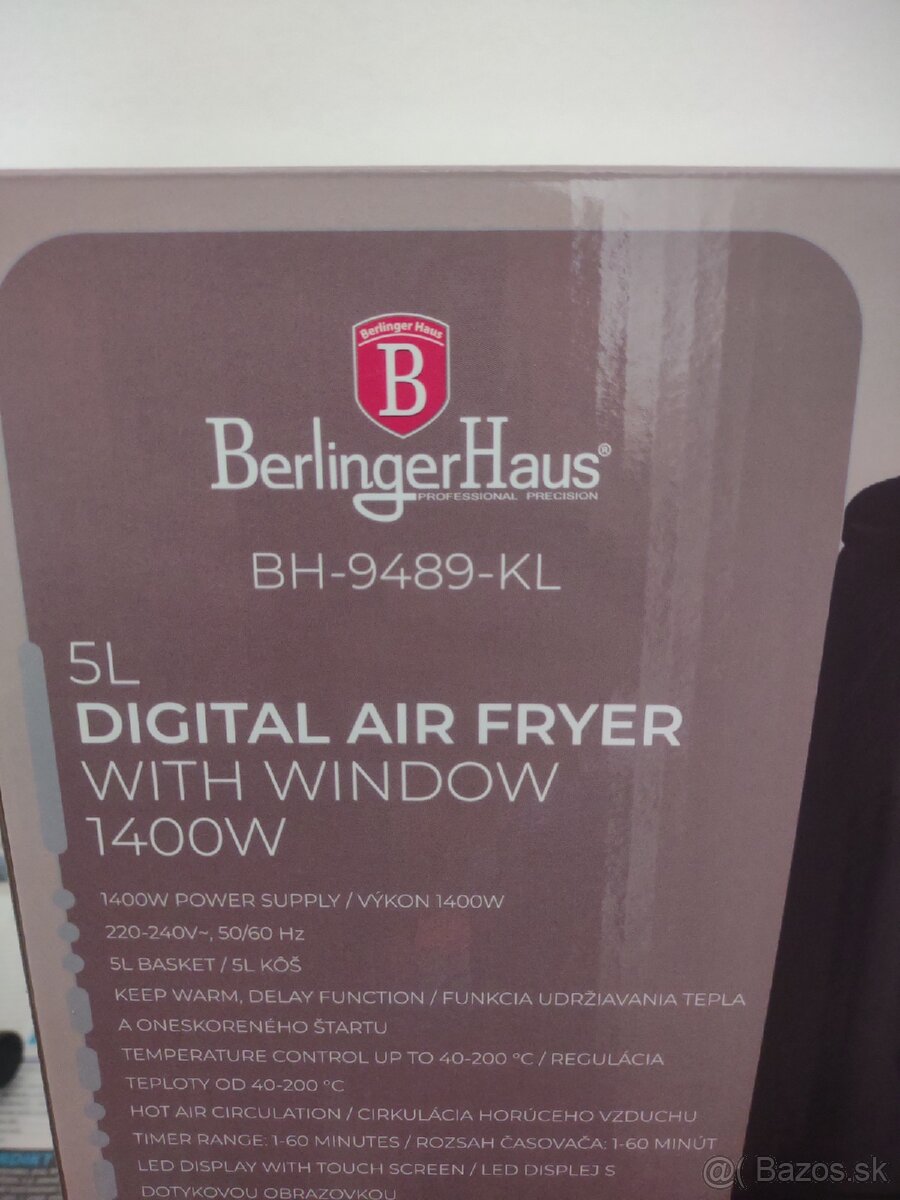 Berlinger Haus
B
BerlingerHaus®
PROFESSIONAL PRECISION
BH-9489-KL
5L
DIGITAL AIR FRYER
WITH WINDOW
1400W
1400W POWER SUPPLY / VÝKON 1400W
220-240V~, 50/60 Hz
5L BASKET / 5L KÔŠ
KEEP WARM, DELAY FUNCTION / FUNKCIA UDRŽIAVANIA TEPLA
A ONESKORENÉHO ŠTARTU
TEMPERATURE CONTROL UP TO 40-200 °C / REGULÁCIA
TEPLOTY OD 40-200 °C
HOT AIR CIRCULATION / CIRKULÁCIA HORÚCEHO VZDUCHU
TIMER RANGE: 1-60 MINUTES / ROZSAH ČASOVAČA: 1-60 MINÚT
LED DISPLAY WITH TOUCH SCREEN / LED DISPLEJ S
DOTYKOVOU OBRAZOVKOU
@( Bazos.sk